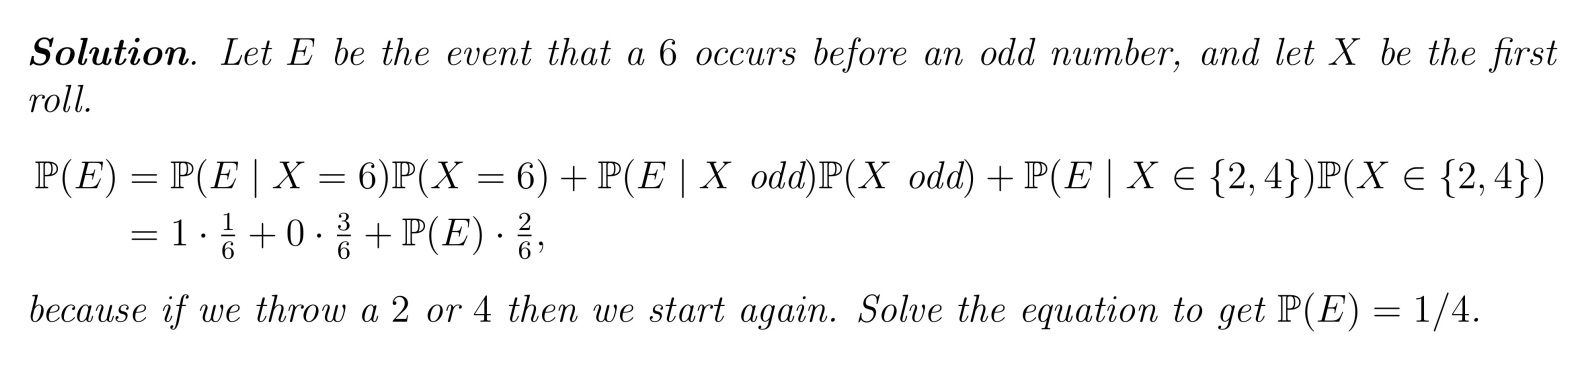 Solution. Let E be the event that a 6 occurs before an odd number, and let X be the first
roll.
ℙ(E) = ℙ(E | X = 6)ℙ(X = 6) + ℙ(E | X odd)ℙ(X odd) + ℙ(E | X ∈ {2, 4})ℙ(X ∈ {2, 4})
= 1 · 1/6 + 0 · 3/6 + ℙ(E) · 2/6,
because if we throw a 2 or 4 then we start again. Solve the equation to get ℙ(E) = 1/4.